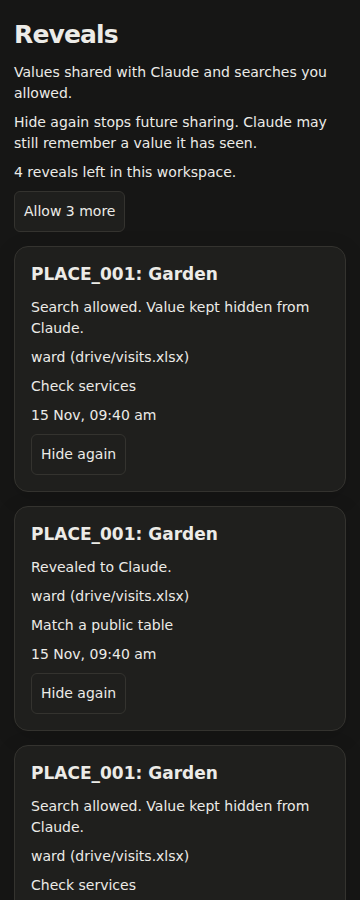 Reveals
Values shared with Claude and searches you
allowed.
Hide again stops future sharing. Claude may
still remember a value it has seen.
4 reveals left in this workspace.
Allow 3 more
PLACE_001: Garden
Search allowed. Value kept hidden from
Claude.
ward (drive/visits.xlsx)
Check services
15 Nov, 09:40 am
Hide again
PLACE_001: Garden
Revealed to Claude.
ward (drive/visits.xlsx)
Match a public table
15 Nov, 09:40 am
Hide again
PLACE_001: Garden
Search allowed. Value kept hidden from
Claude.
ward (drive/visits.xlsx)
Check services